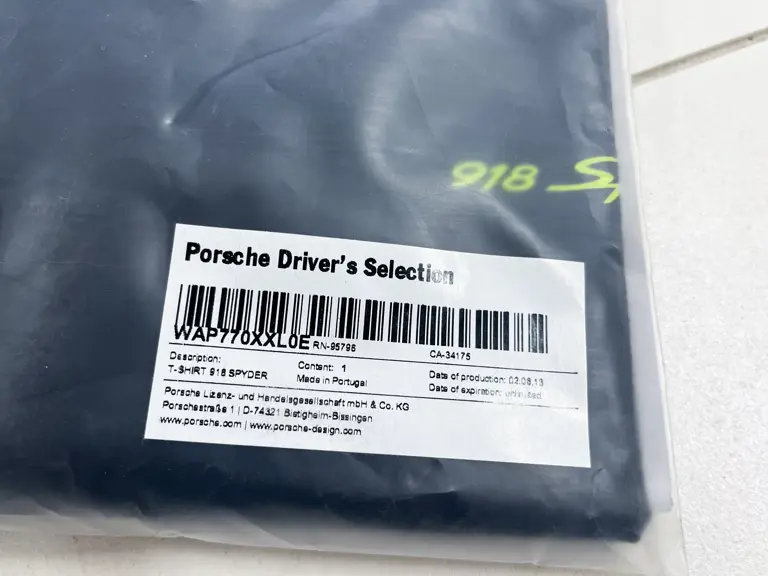 918 Sp
Porsche Driver's Selection
WAP770XXL0E RN-95798 CA-34175
Description: Content: 1 Date of production: 02.08.13
T-SHIRT 918 SPYDER Made in Portugal Date of expiration: unlimited
Porsche Lizenz- und Handelsgesellschaft mbH & Co. KG
Porschestraße 1 | D-74321 Bietigheim-Bissingen
www.porsche.com | www.porsche-design.com